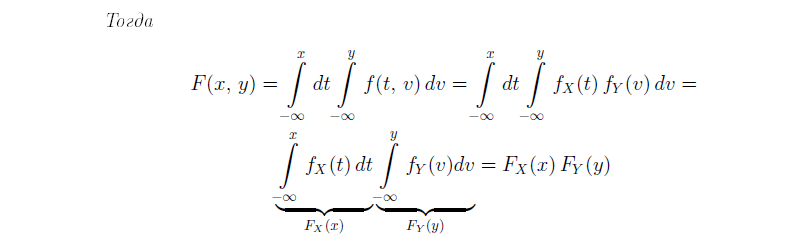 Тогда
F(x, y) = ∫_{−∞}^{x} dt ∫_{−∞}^{y} f(t, v) dv = ∫_{−∞}^{x} dt ∫_{−∞}^{y} f_X(t) f_Y(v) dv =
∫_{−∞}^{x} f_X(t) dt ∫_{−∞}^{y} f_Y(v)dv = F_X(x) F_Y(y)
F_X(x) F_Y(y)